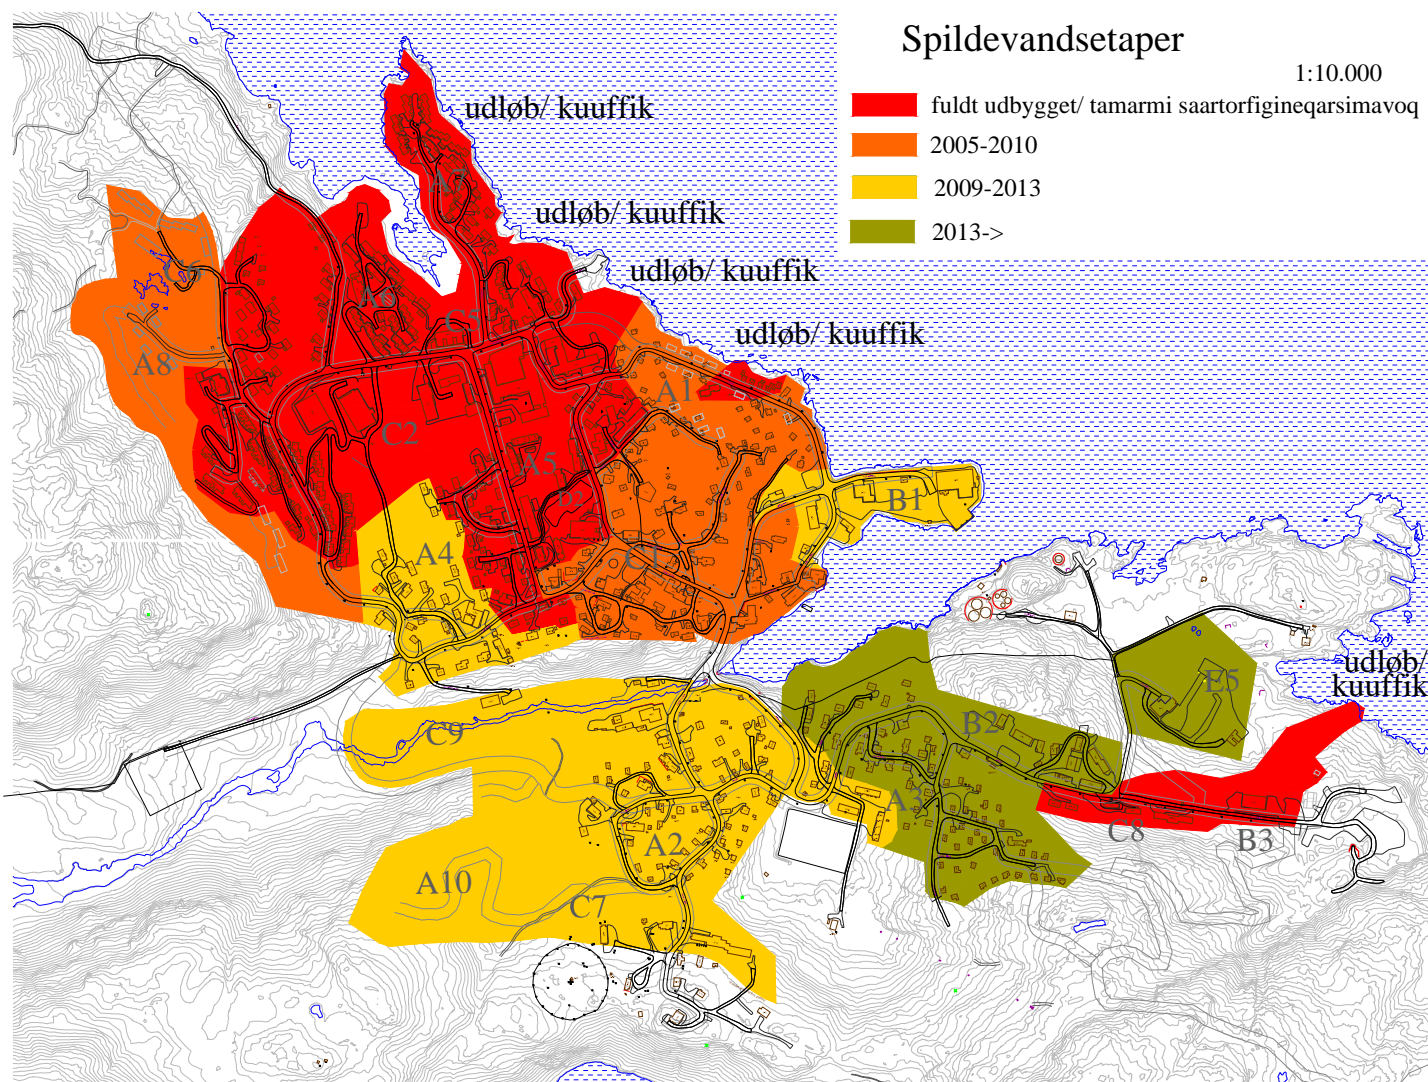 Spildevandsetaper
1:10.000
fuldt udbygget/ tamarmi saartorfigineqarsimavoq
2005-2010
2009-2013
2013->
udløb/ kuuffik
udløb/ kuuffik
udløb/ kuuffik
udløb/ kuuffik
udløb/
kuuffik
A7
C6
A6
C5
A8
A1
C2
A5
D2
B1
A4
C1
E5
B2
C9
A3
C8
B3
A2
A10
C7